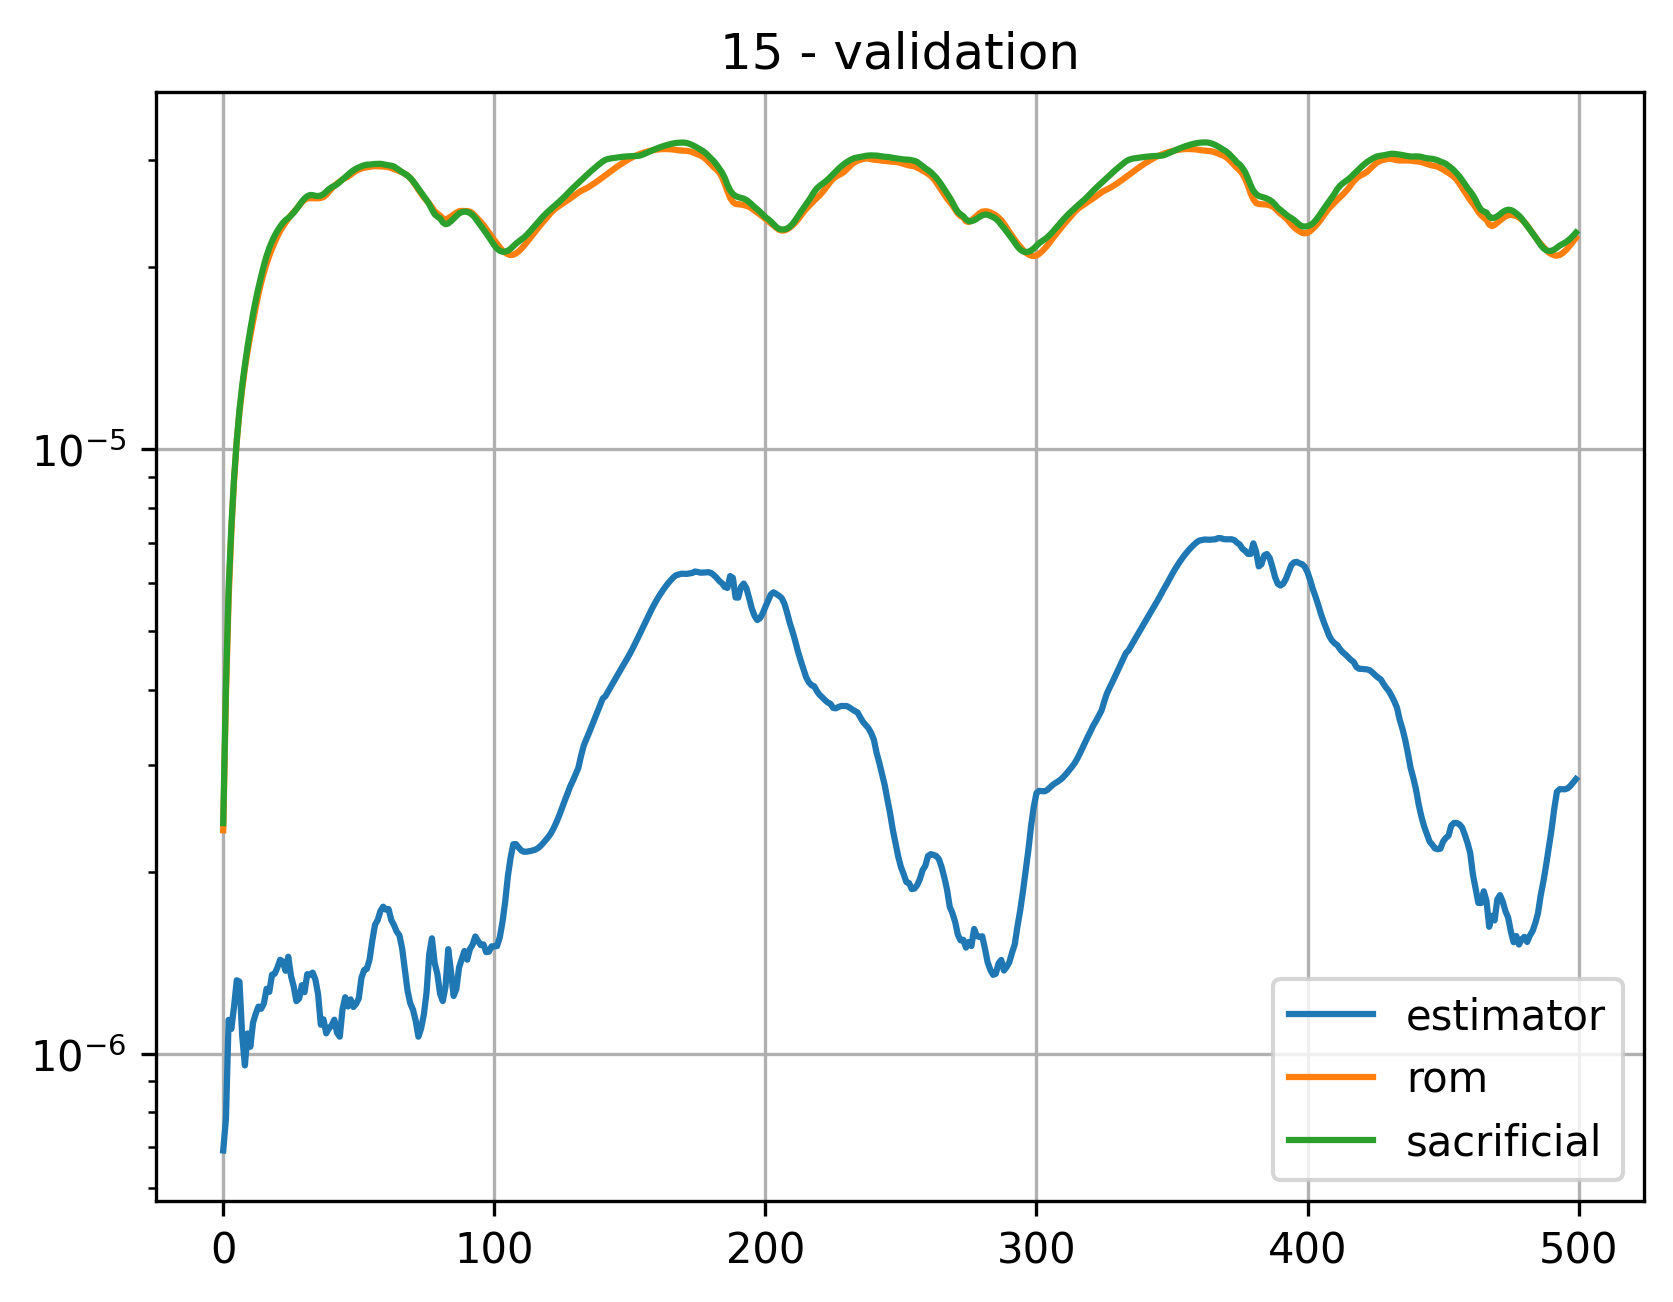 15 - validation
10⁻⁵
10⁻⁶
estimator
rom
sacrificial
0 100 200 300 400 500